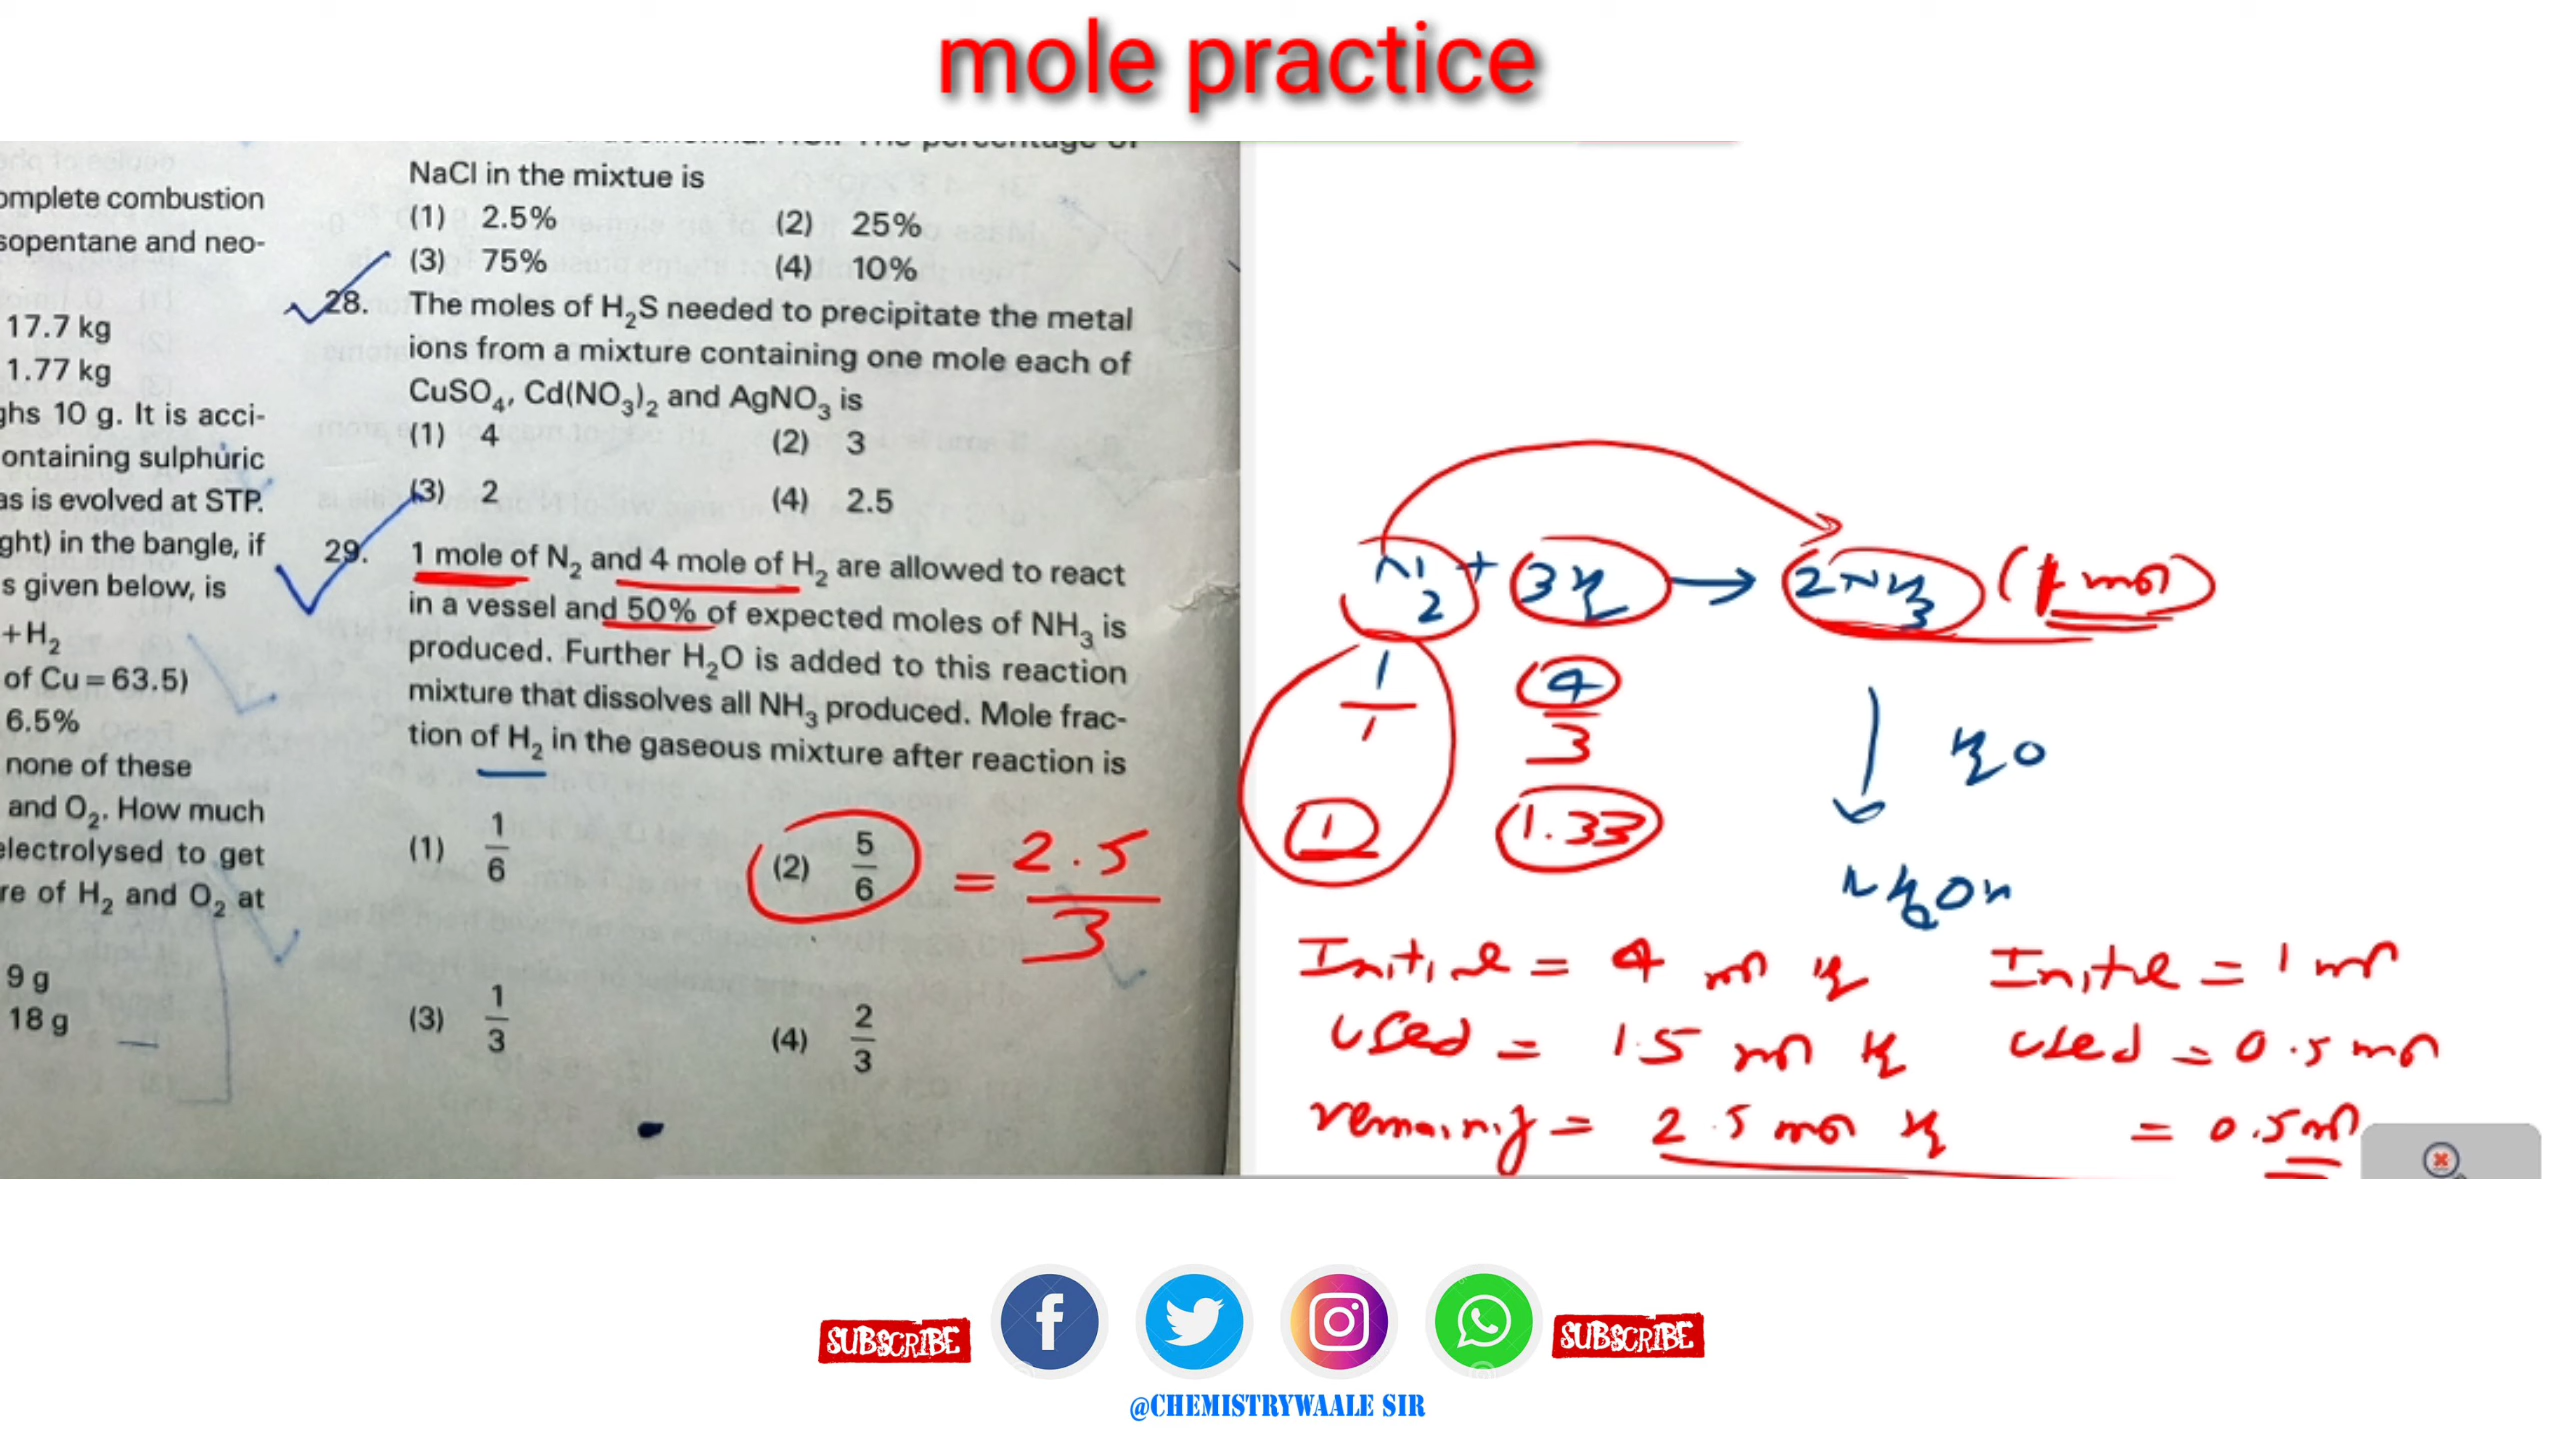 mole practice
NaCl in the mixtue is
(1) 2.5% (2) 25%
(3) 75% (4) 10%
28. The moles of H₂S needed to precipitate the metal
ions from a mixture containing one mole each of
CuSO₄, Cd(NO₃)₂ and AgNO₃ is
(1) 4 (2) 3
(3) 2 (4) 2.5
29. 1 mole of N₂ and 4 mole of H₂ are allowed to react
in a vessel and 50% of expected moles of NH₃ is
produced. Further H₂O is added to this reaction
mixture that dissolves all NH₃ produced. Mole frac-
tion of H₂ in the gaseous mixture after reaction is
(1) 1/6 (2) 5/6 = 2.5/3
(3) 1/3 (4) 2/3
omplete combustion
sopentane and neo-
17.7 kg
1.77 kg
ghs 10 g. It is acci-
ontaining sulphuric
as is evolved at STP.
ght) in the bangle, if
s given below, is
+H₂
of Cu = 63.5)
6.5%
none of these
and O₂. How much
electrolysed to get
re of H₂ and O₂ at
9 g
18 g
N₂ + 3H₂ → 2NH₃ (1 mol)
1/1 4/3
1 1.33
H₂O
NH₄OH
Initial = 4 mol H₂ Initial = 1 mol
used = 1.5 mol H₂ used = 0.5 mol
remaining = 2.5 mol H₂ = 0.5 mol
SUBSCRIBE
SUBSCRIBE
@CHEMISTRYWAALE SIR